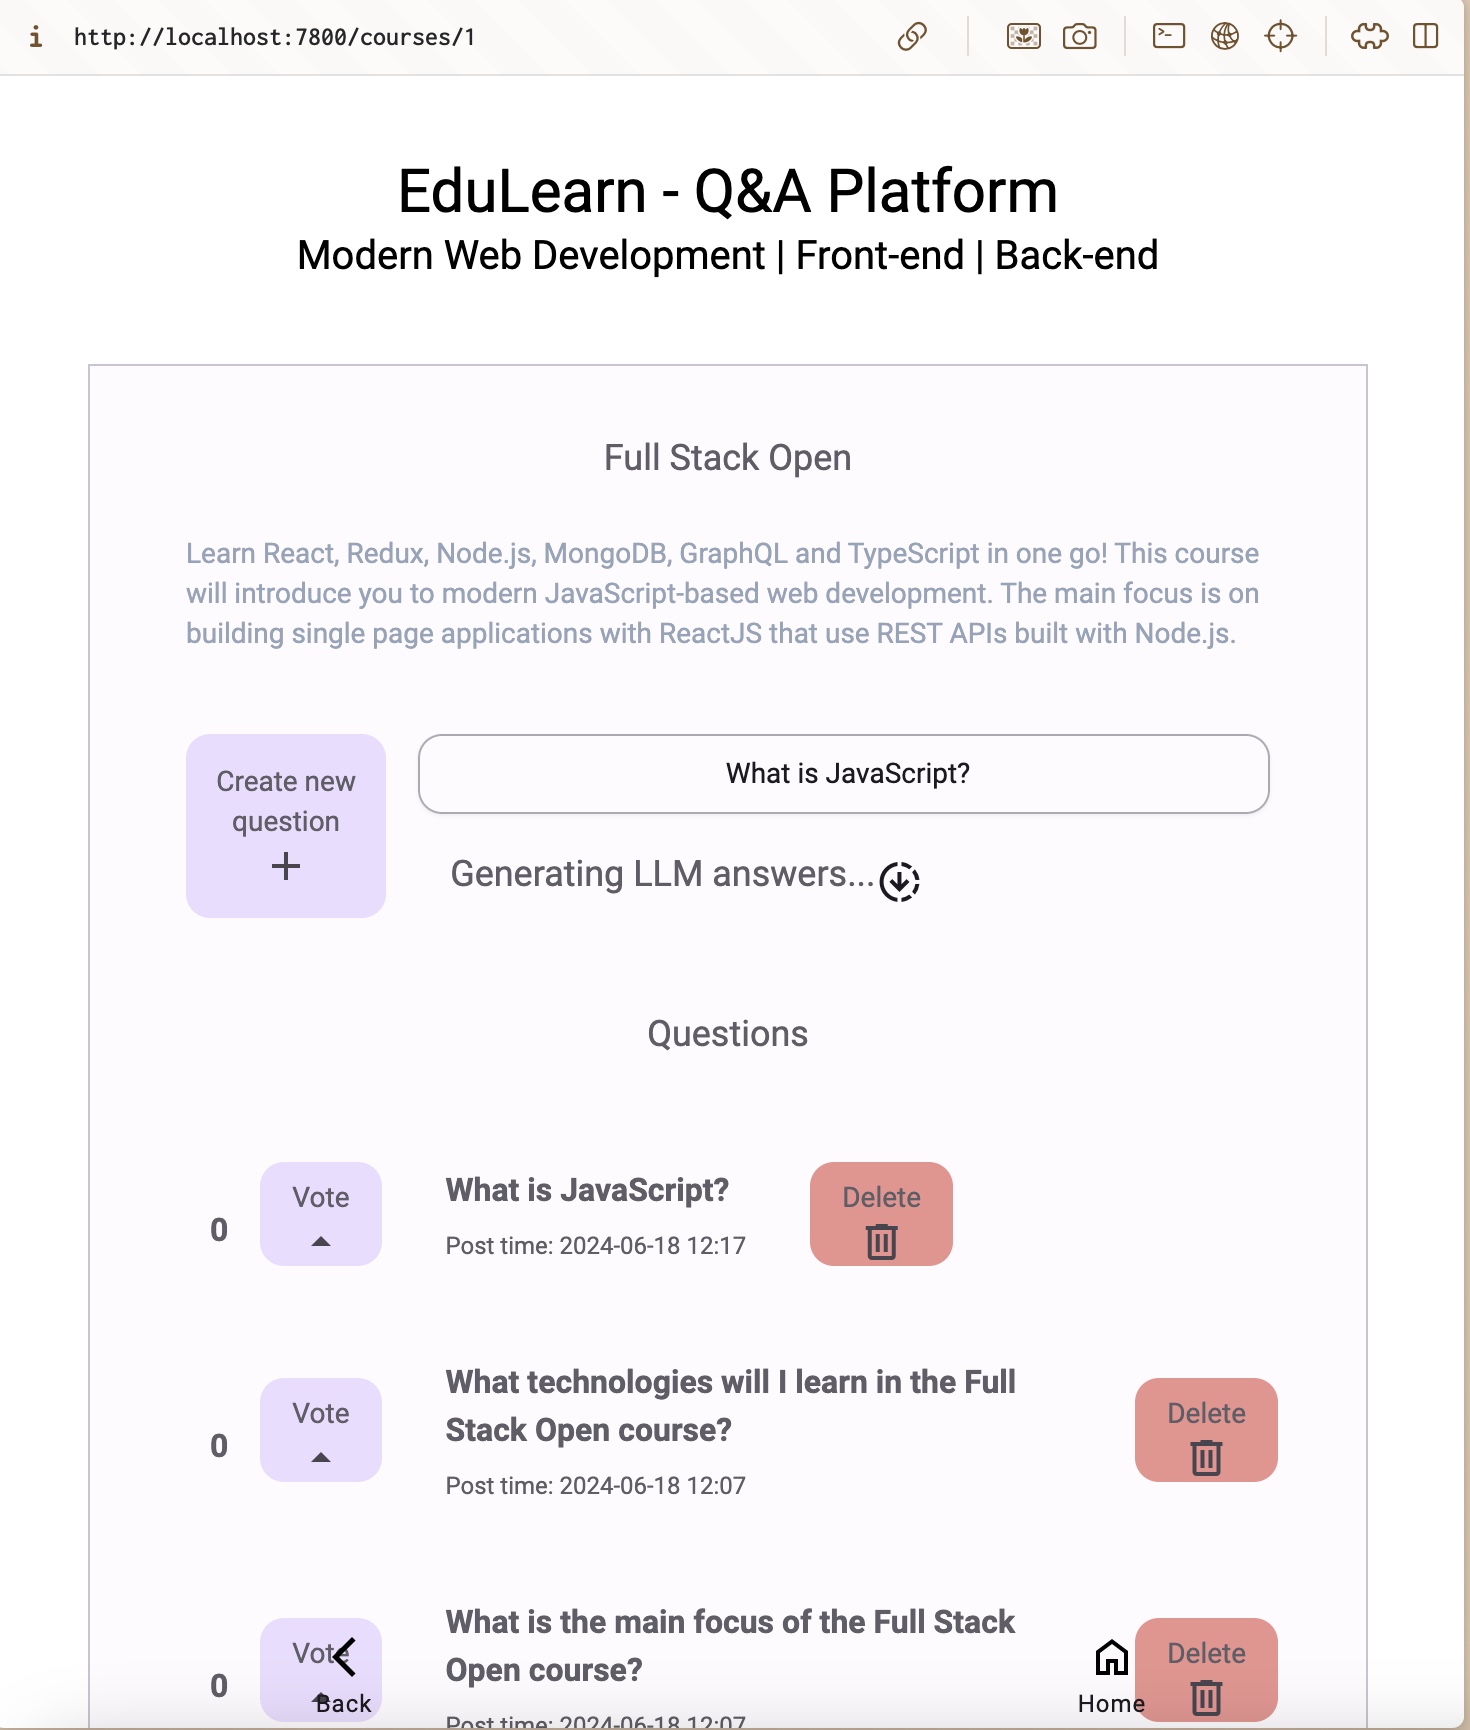 http://localhost:7800/courses/1
EduLearn - Q&A Platform
Modern Web Development | Front-end | Back-end
Full Stack Open
Learn React, Redux, Node.js, MongoDB, GraphQL and TypeScript in one go! This course
will introduce you to modern JavaScript-based web development. The main focus is on
building single page applications with ReactJS that use REST APIs built with Node.js.
Create new
question
What is JavaScript?
Generating LLM answers...
Questions
0
Vote
What is JavaScript?
Post time: 2024-06-18 12:17
Delete
0
Vote
What technologies will I learn in the Full
Stack Open course?
Post time: 2024-06-18 12:07
Delete
0
Vote
What is the main focus of the Full Stack
Open course?
Post time: 2024-06-18 12:07
Delete
Back
Home